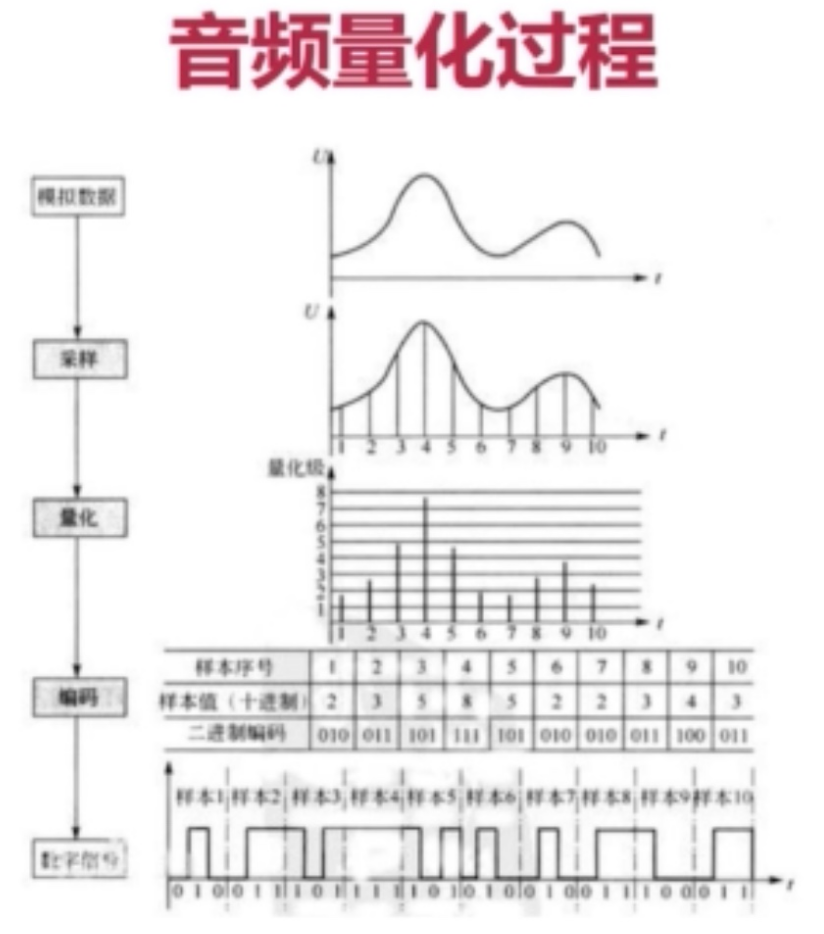 音频量化过程
模拟数据
U
t
采样
U
1 2 3 4 5 6 7 8 9 10 t
量化
量化级
8
7
6
5
4
3
2
1
1 2 3 4 5 6 7 8 9 10 t
编码
样本序号 1 2 3 4 5 6 7 8 9 10
样本值（十进制） 2 3 5 8 5 2 2 3 4 3
二进制编码 010 011 101 111 101 010 010 011 100 011
样本1 样本2 样本3 样本4 样本5 样本6 样本7 样本8 样本9 样本10
数字信号
0 1 0 0 1 1 1 0 1 1 1 1 1 0 1 0 1 0 0 1 0 0 1 1 1 0 0 0 1 1 t